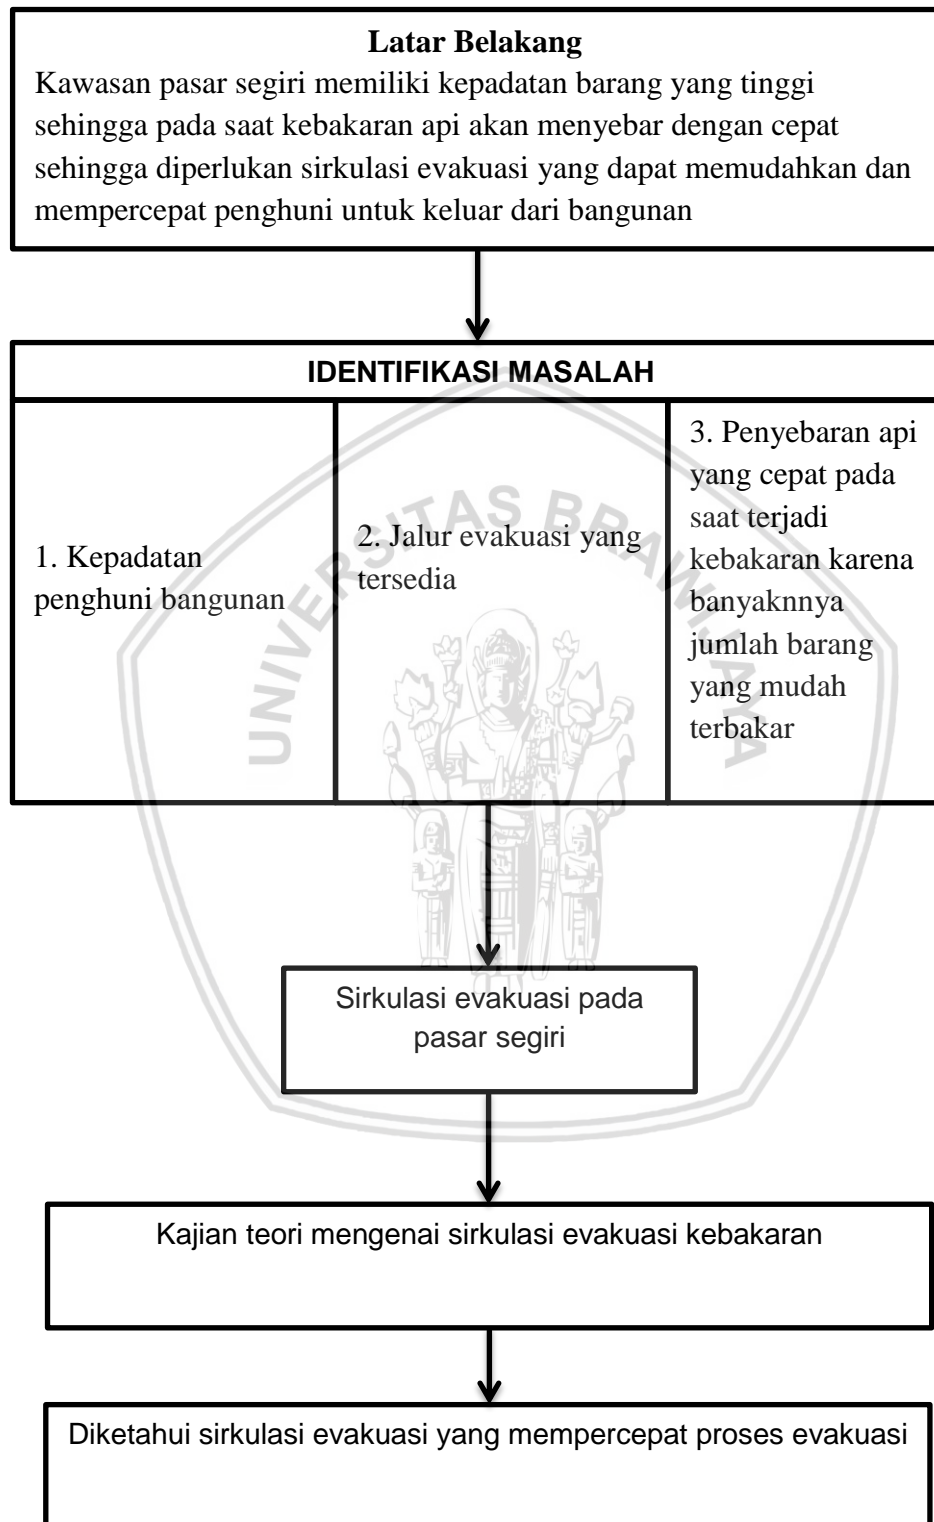 Latar Belakang
Kawasan pasar segiri memiliki kepadatan barang yang tinggi
sehingga pada saat kebakaran api akan menyebar dengan cepat
sehingga diperlukan sirkulasi evakuasi yang dapat memudahkan dan
mempercepat penghuni untuk keluar dari bangunan
IDENTIFIKASI MASALAH
1. Kepadatan
penghuni bangunan
2. Jalur evakuasi yang
tersedia
3. Penyebaran api
yang cepat pada
saat terjadi
kebakaran karena
banyaknnya
jumlah barang
yang mudah
terbakar
UNIVERSITAS BRAWIJAYA
Sirkulasi evakuasi pada
pasar segiri
Kajian teori mengenai sirkulasi evakuasi kebakaran
Diketahui sirkulasi evakuasi yang mempercepat proses evakuasi